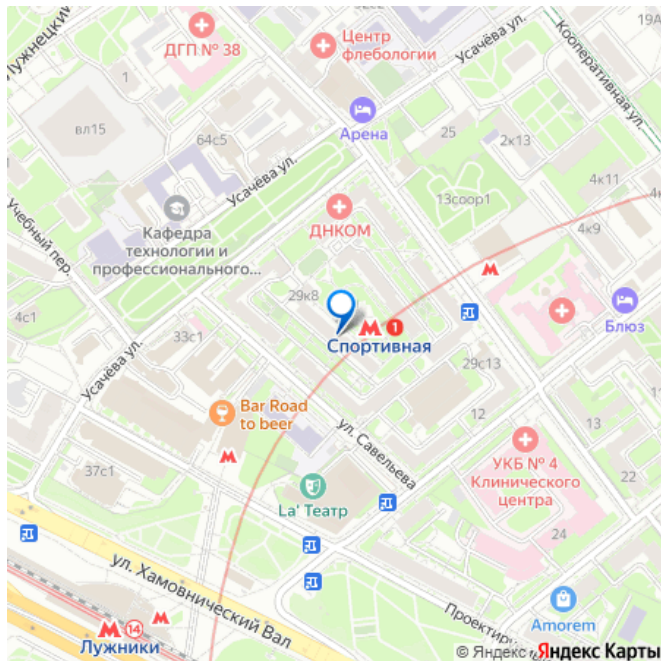 Лужнецкий
ДГП № 38
Центр
флебологии
Усачёва ул.
Кооперативная ул.
19А
1
вл15
64с5
Арена
25
2к13
4к11
Усачёва ул.
Кафедра
технологии и
профессионального...
ДНКОМ
13соор1
4к
4к9
Учебный пер.
29к8
Блюз
4с1
33с1
1
Спортивная
29с13
Усачёва ул.
Bar Road
to beer
12
13
ул. Савельева
37с1
УКБ № 4
Клинического
центра
22
La' Театр
24
ул. Хамовнический Вал
14
Лужники
Amorem
Проектиру
© Яндекс
Яндекс Карты